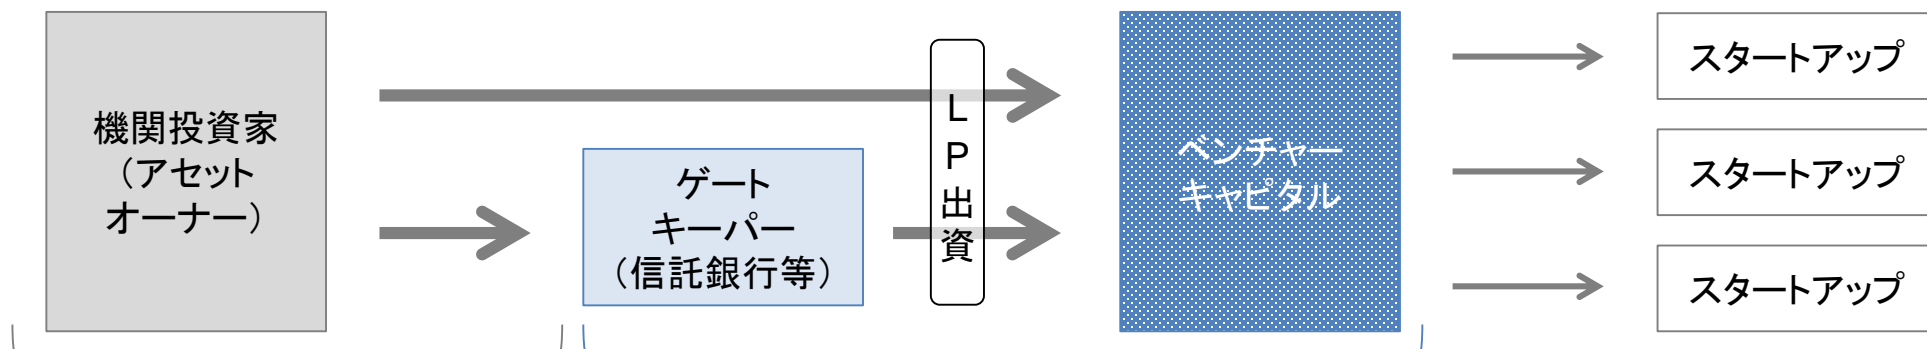 機関投資家
（アセット
オーナー）
ゲート
キーパー
（信託銀行等）
LP出資
ベンチャー
キャピタル
スタートアップ
スタートアップ
スタートアップ